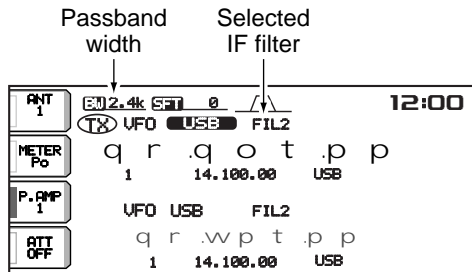 Passband width
Selected IF filter
ANT 1
BW 2.4k SFT 0
12:00
TX VFO USB FIL2
METER Po
q r .q o t .p p
1 14.100.00 USB
P.AMP 1
VFO USB FIL2
ATT OFF
q r .w p t .p p
1 14.100.00 USB